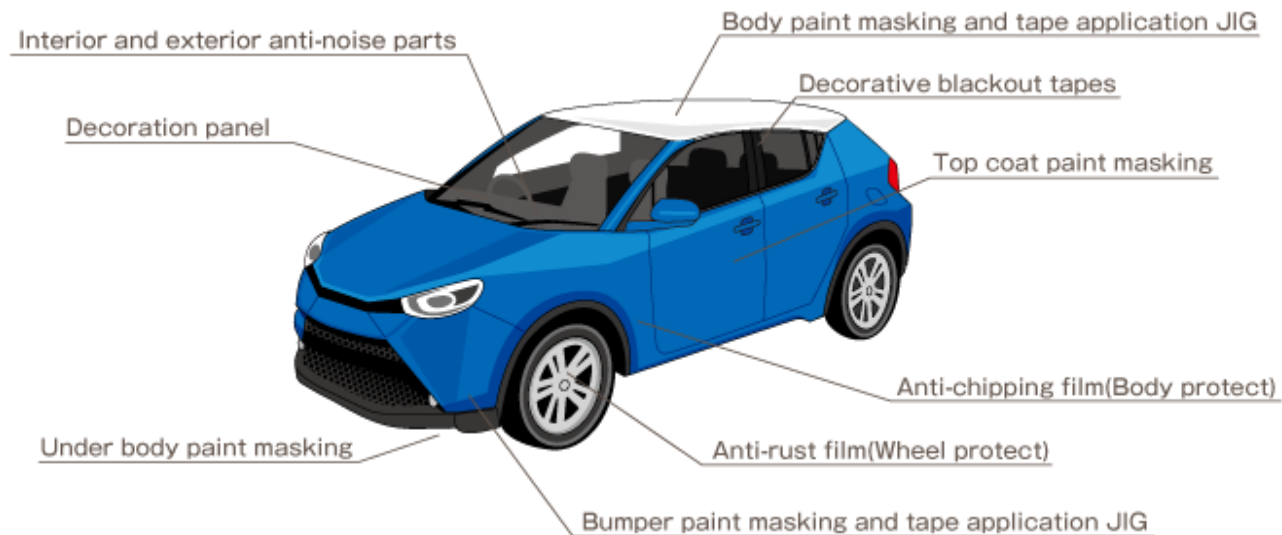 Body paint masking and tape application JIG
Interior and exterior anti-noise parts
Decorative blackout tapes
Decoration panel
Top coat paint masking
Anti-chipping film(Body protect)
Under body paint masking
Anti-rust film(Wheel protect)
Bumper paint masking and tape application JIG